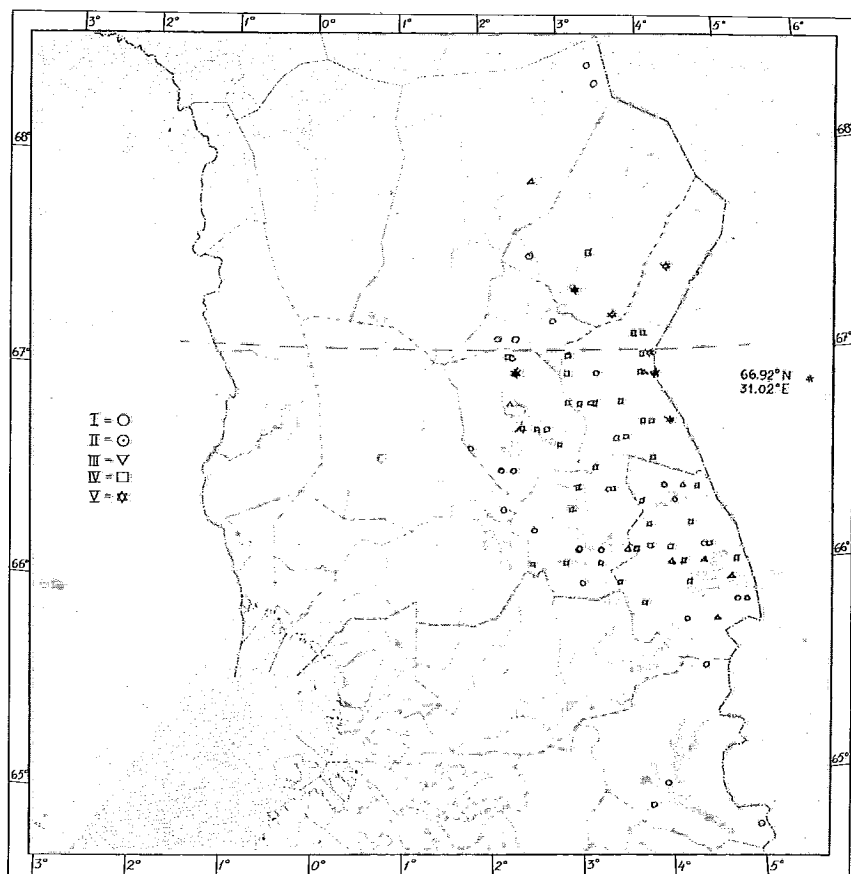 3° 2° 1° 0° 1° 2° 3° 4° 5° 6°
68° 68°
67° 67°
66.92°N
31.02°E
I = ○
II = ⊙
III = ▽
IV = □
V = ✡
66° 66°
65° 65°
3° 2° 1° 0° 1° 2° 3° 4° 5°